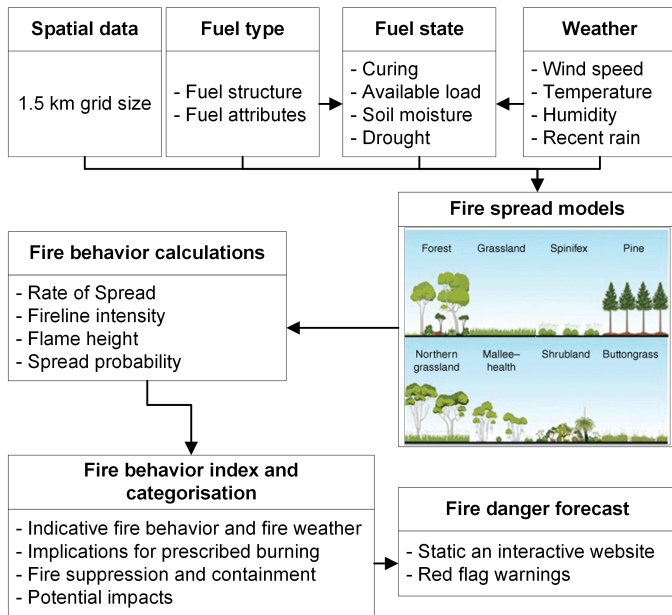 Spatial data
1.5 km grid size
Fuel type
- Fuel structure
- Fuel attributes
Fuel state
- Curing
- Available load
- Soil moisture
- Drought
Weather
- Wind speed
- Temperature
- Humidity
- Recent rain
Fire spread models
Forest Grassland Spinifex Pine
Northern
grassland
Mallee–
health
Shrubland
Buttongrass
Fire behavior calculations
- Rate of Spread
- Fireline intensity
- Flame height
- Spread probability
Fire behavior index and
categorisation
- Indicative fire behavior and fire weather
- Implications for prescribed burning
- Fire suppression and containment
- Potential impacts
Fire danger forecast
- Static an interactive website
- Red flag warnings